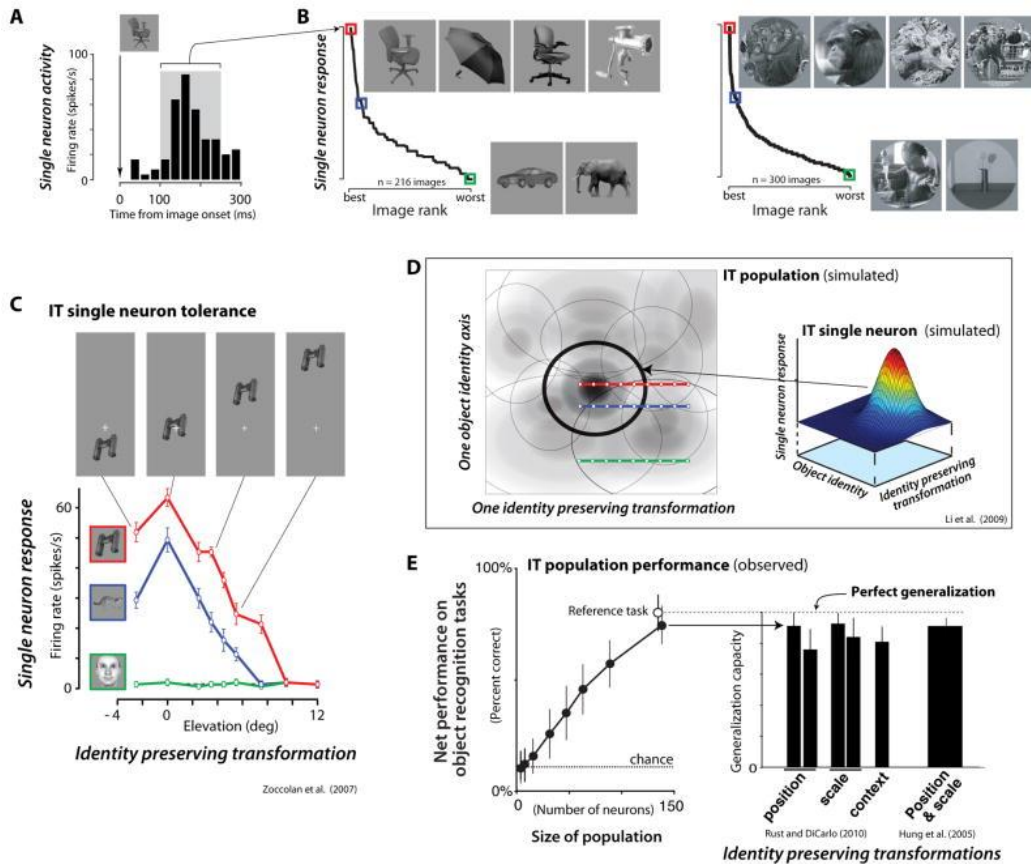 A
Single neuron activity
Firing rate (spikes/s)
100
0
0
100
300
Time from image onset (ms)
B
Single neuron response
n = 216 images
best
worst
Image rank
n = 300 images
best
worst
Image rank
C
IT single neuron tolerance
Single neuron response
Firing rate (spikes/s)
60
0
- 4
0
12
Elevation (deg)
Identity preserving transformation
Zoccolan et al. (2007)
D
IT population (simulated)
One object identity axis
One identity preserving transformation
IT single neuron (simulated)
Single neuron response
Object identity
Identity preserving
transformation
Li et al. (2009)
E
IT population performance (observed)
Net performance on
object recognition tasks
(Percent correct)
100%
0%
Reference task
chance
0
150
(Number of neurons)
Size of population
Perfect generalization
Generalization capacity
0
position
scale
context
Position
& scale
Rust and DiCarlo (2010)
Hung et al. (2005)
Identity preserving transformations